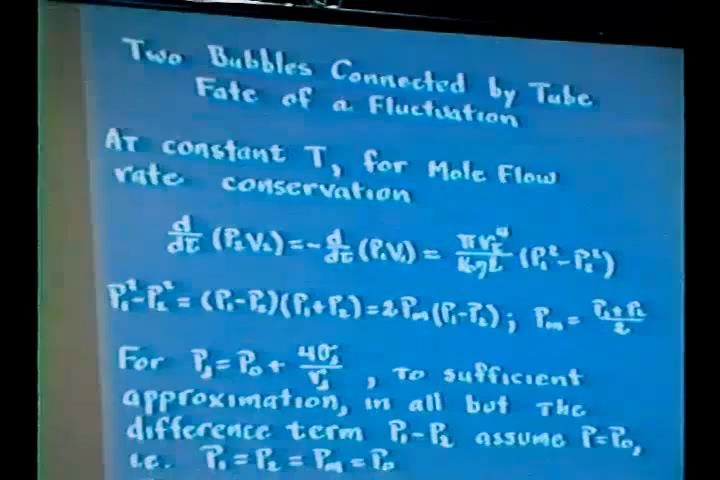 Two Bubbles Connected by Tube
Fate of a Fluctuation
At constant T, for Mole Flow
rate conservation
d/dt (P₂V₂) = - d/dt (P₁V₁) = πr_t⁴/16ηL (P₁² - P₂²)
P₁² - P₂² = (P₁ - P₂)(P₁ + P₂) = 2Pₘ(P₁ - P₂); Pₘ = P₁ + P₂/2
For Pⱼ = P₀ + 4σⱼ/rⱼ, to sufficient
approximation, in all but the
difference term P₁ - P₂ assume P = P₀,
i.e. P₁ = P₂ = Pₘ = P₀